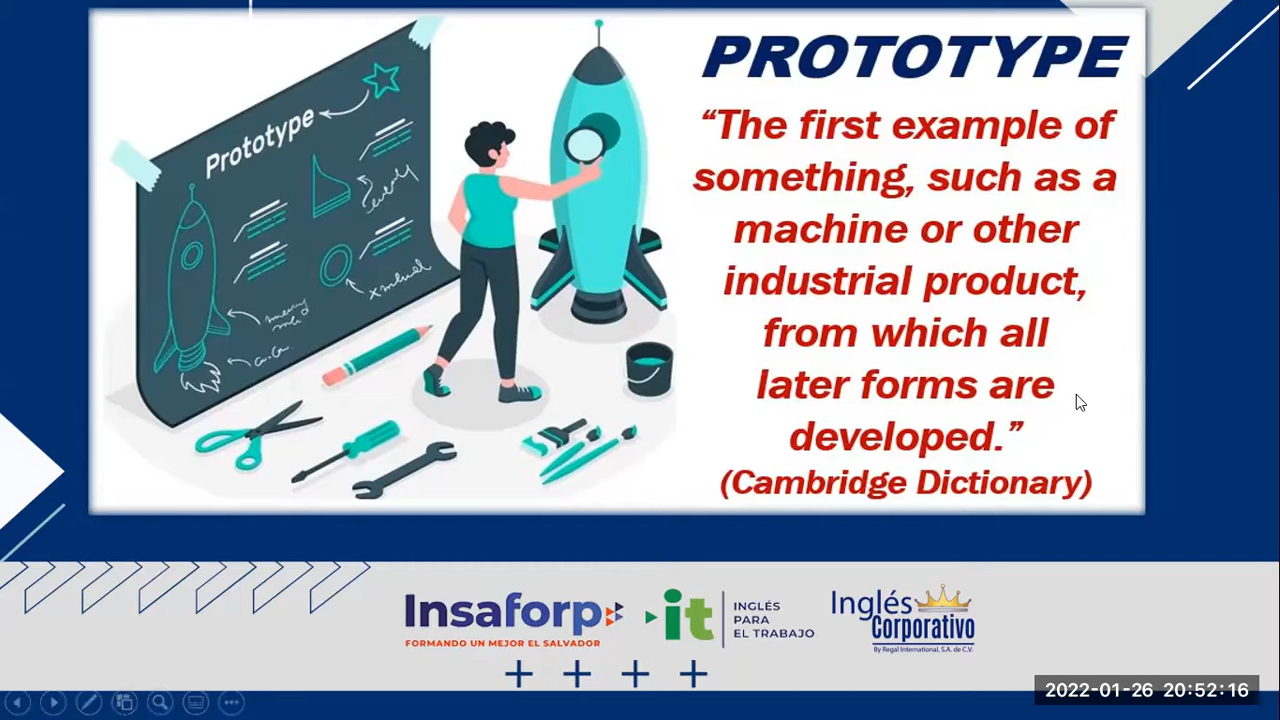 PROTOTYPE
“The first example of
something, such as a
machine or other
industrial product,
from which all
later forms are
developed.”
(Cambridge Dictionary)
Prototype
Insaforp
FORMANDO UN MEJOR EL SALVADOR
it
INGLÉS
PARA
EL TRABAJO
Inglés
Corporativo
By Regal International, S.A. de C.V.
2022-01-26 20:52:16